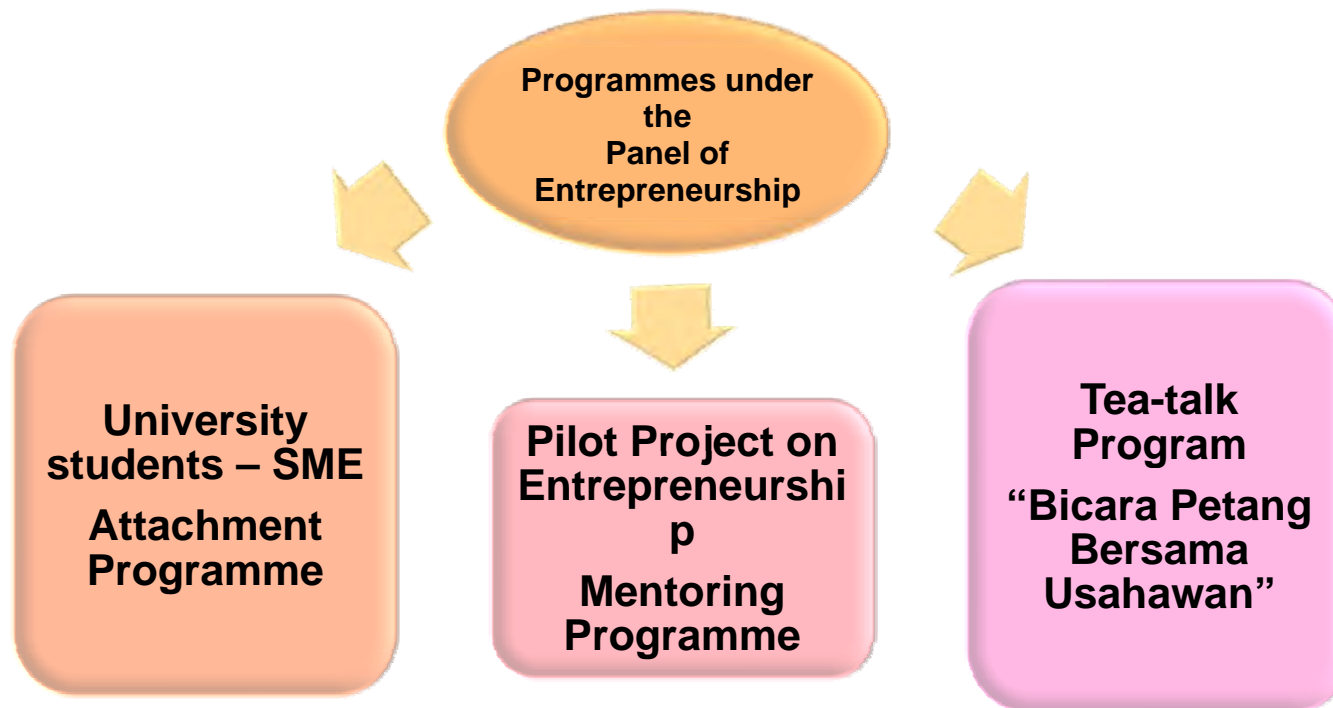 Programmes under
the
Panel of
Entrepreneurship
University
students – SME
Attachment
Programme
Pilot Project on
Entrepreneurshi
p
Mentoring
Programme
Tea-talk
Program
“Bicara Petang
Bersama
Usahawan”